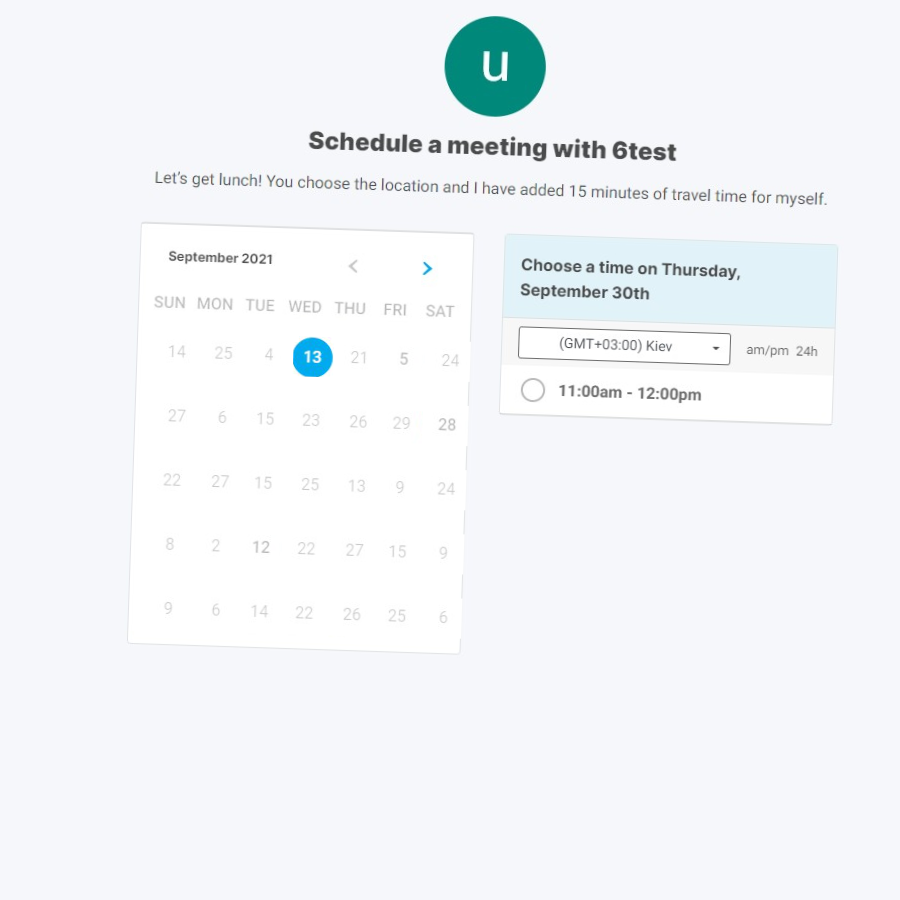 u
Schedule a meeting with 6test
Let's get lunch! You choose the location and I have added 15 minutes of travel time for myself.
September 2021
SUN MON TUE WED THU FRI SAT
14 25 4 13 21 5 24
27 6 15 23 26 29 28
22 27 15 25 13 9 24
8 2 12 22 27 15 9
9 6 14 22 26 25 6
Choose a time on Thursday,
September 30th
(GMT+03:00) Kiev am/pm 24h
11:00am - 12:00pm